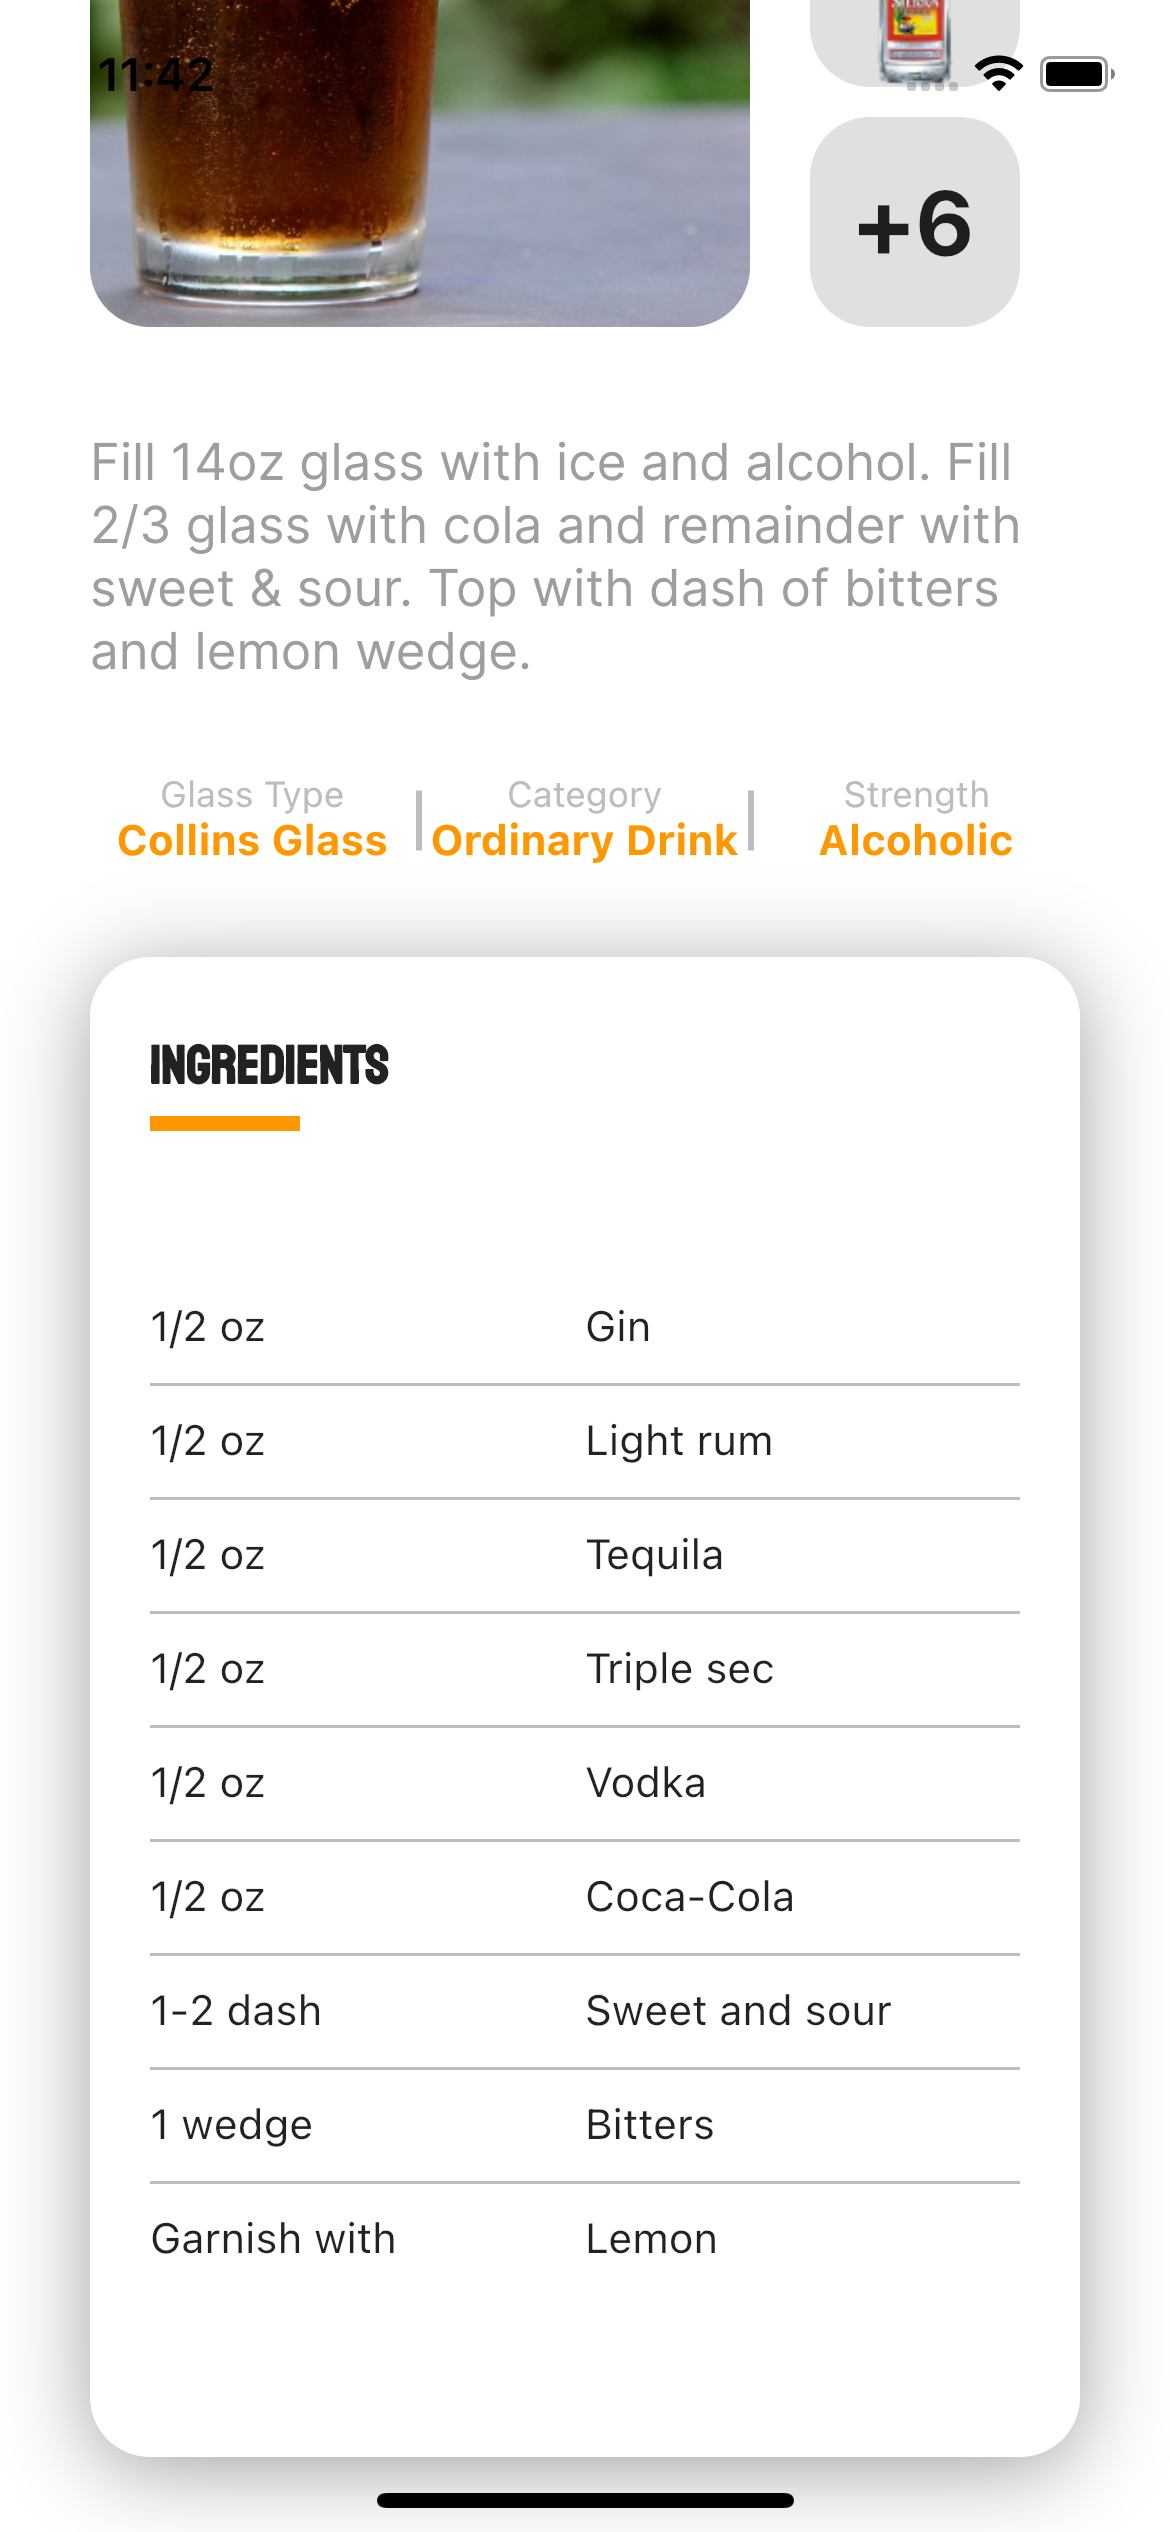 11:42
+6
Fill 14oz glass with ice and alcohol. Fill
2/3 glass with cola and remainder with
sweet & sour. Top with dash of bitters
and lemon wedge.
Glass Type
Collins Glass
Category
Ordinary Drink
Strength
Alcoholic
INGREDIENTS
1/2 oz Gin
1/2 oz Light rum
1/2 oz Tequila
1/2 oz Triple sec
1/2 oz Vodka
1/2 oz Coca-Cola
1-2 dash Sweet and sour
1 wedge Bitters
Garnish with Lemon